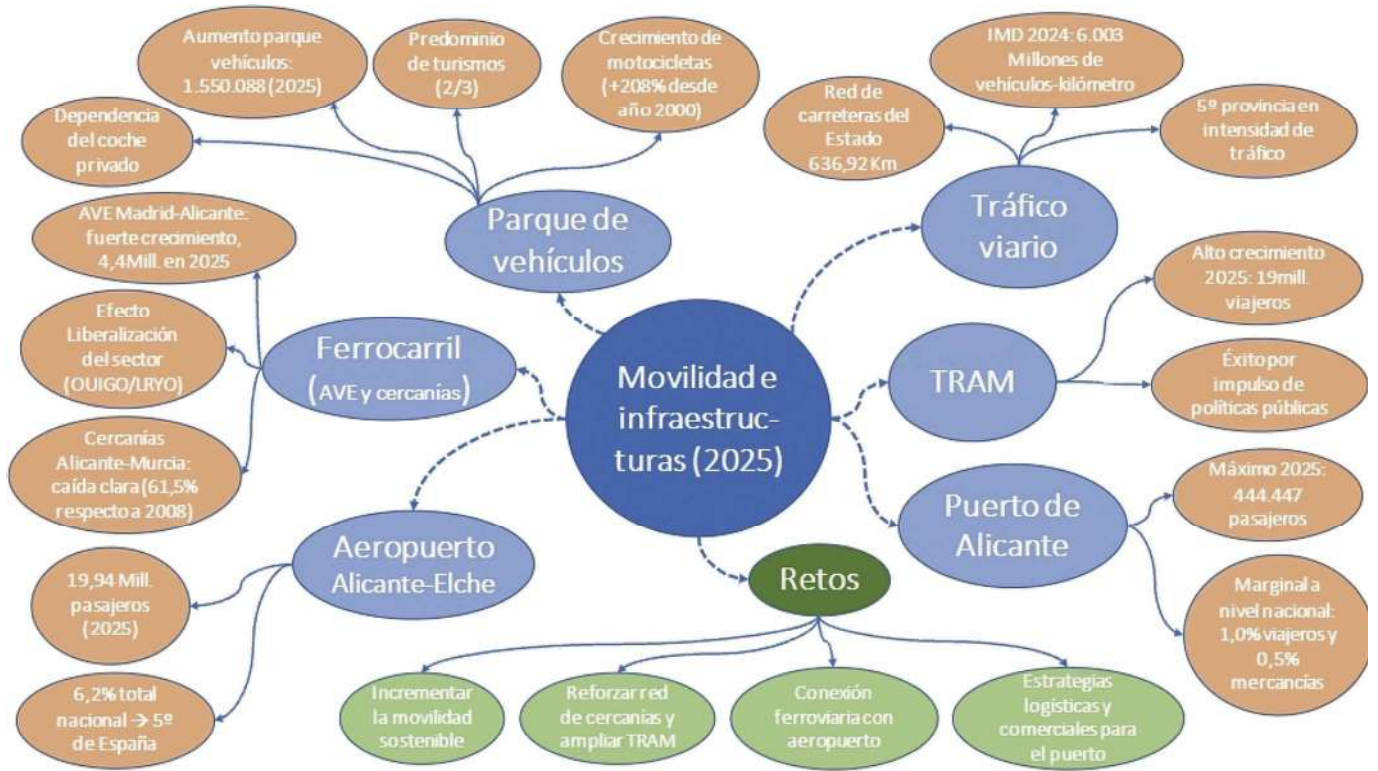 Aumento parque
vehículos:
1.550.088 (2025)
Predominio
de turismos
(2/3)
Crecimiento de
motocicletas
(+208% desde
año 2000)
Dependencia
del coche
privado
Parque de
vehículos
IMD 2024: 6.003
Millones de
vehículos-kilómetro
Red de
carreteras del
Estado
636,92 Km
5º provincia en
intensidad de
tráfico
Tráfico
viario
AVE Madrid-Alicante:
fuerte crecimiento,
4,4Mill. en 2025
Efecto
Liberalización
del sector
(OUIGO/LRYO)
Cercanías
Alicante-Murcia:
caída clara (61,5%
respecto a 2008)
Ferrocarril
(AVE y cercanías)
Movilidad e
infraestruc-
turas (2025)
TRAM
Alto crecimiento
2025: 19mill.
viajeros
Éxito por
impulso de
políticas públicas
Puerto de
Alicante
Máximo 2025:
444.447
pasajeros
Marginal a
nivel nacional:
1,0% viajeros y
0,5%
mercancías
Aeropuerto
Alicante-Elche
19,94 Mill.
pasajeros
(2025)
6,2% total
nacional → 5º
de España
Retos
Incrementar
la movilidad
sostenible
Reforzar red
de cercanías y
ampliar TRAM
Conexión
ferroviaria con
aeropuerto
Estrategias
logísticas y
comerciales para
el puerto